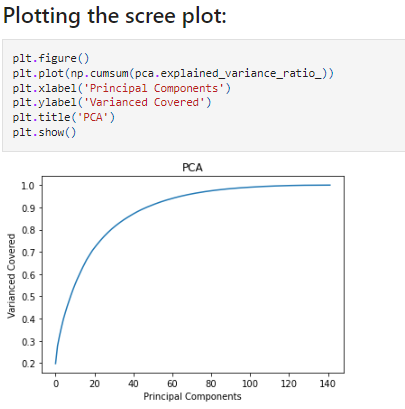 Plotting the scree plot:
plt.figure()
plt.plot(np.cumsum(pca.explained_variance_ratio_))
plt.xlabel('Principal Components')
plt.ylabel('Varianced Covered')
plt.title('PCA')
plt.show()
PCA
1.0
0.9
0.8
0.7
0.6
0.5
0.4
0.3
0.2
Varianced Covered
0 20 40 60 80 100 120 140
Principal Components